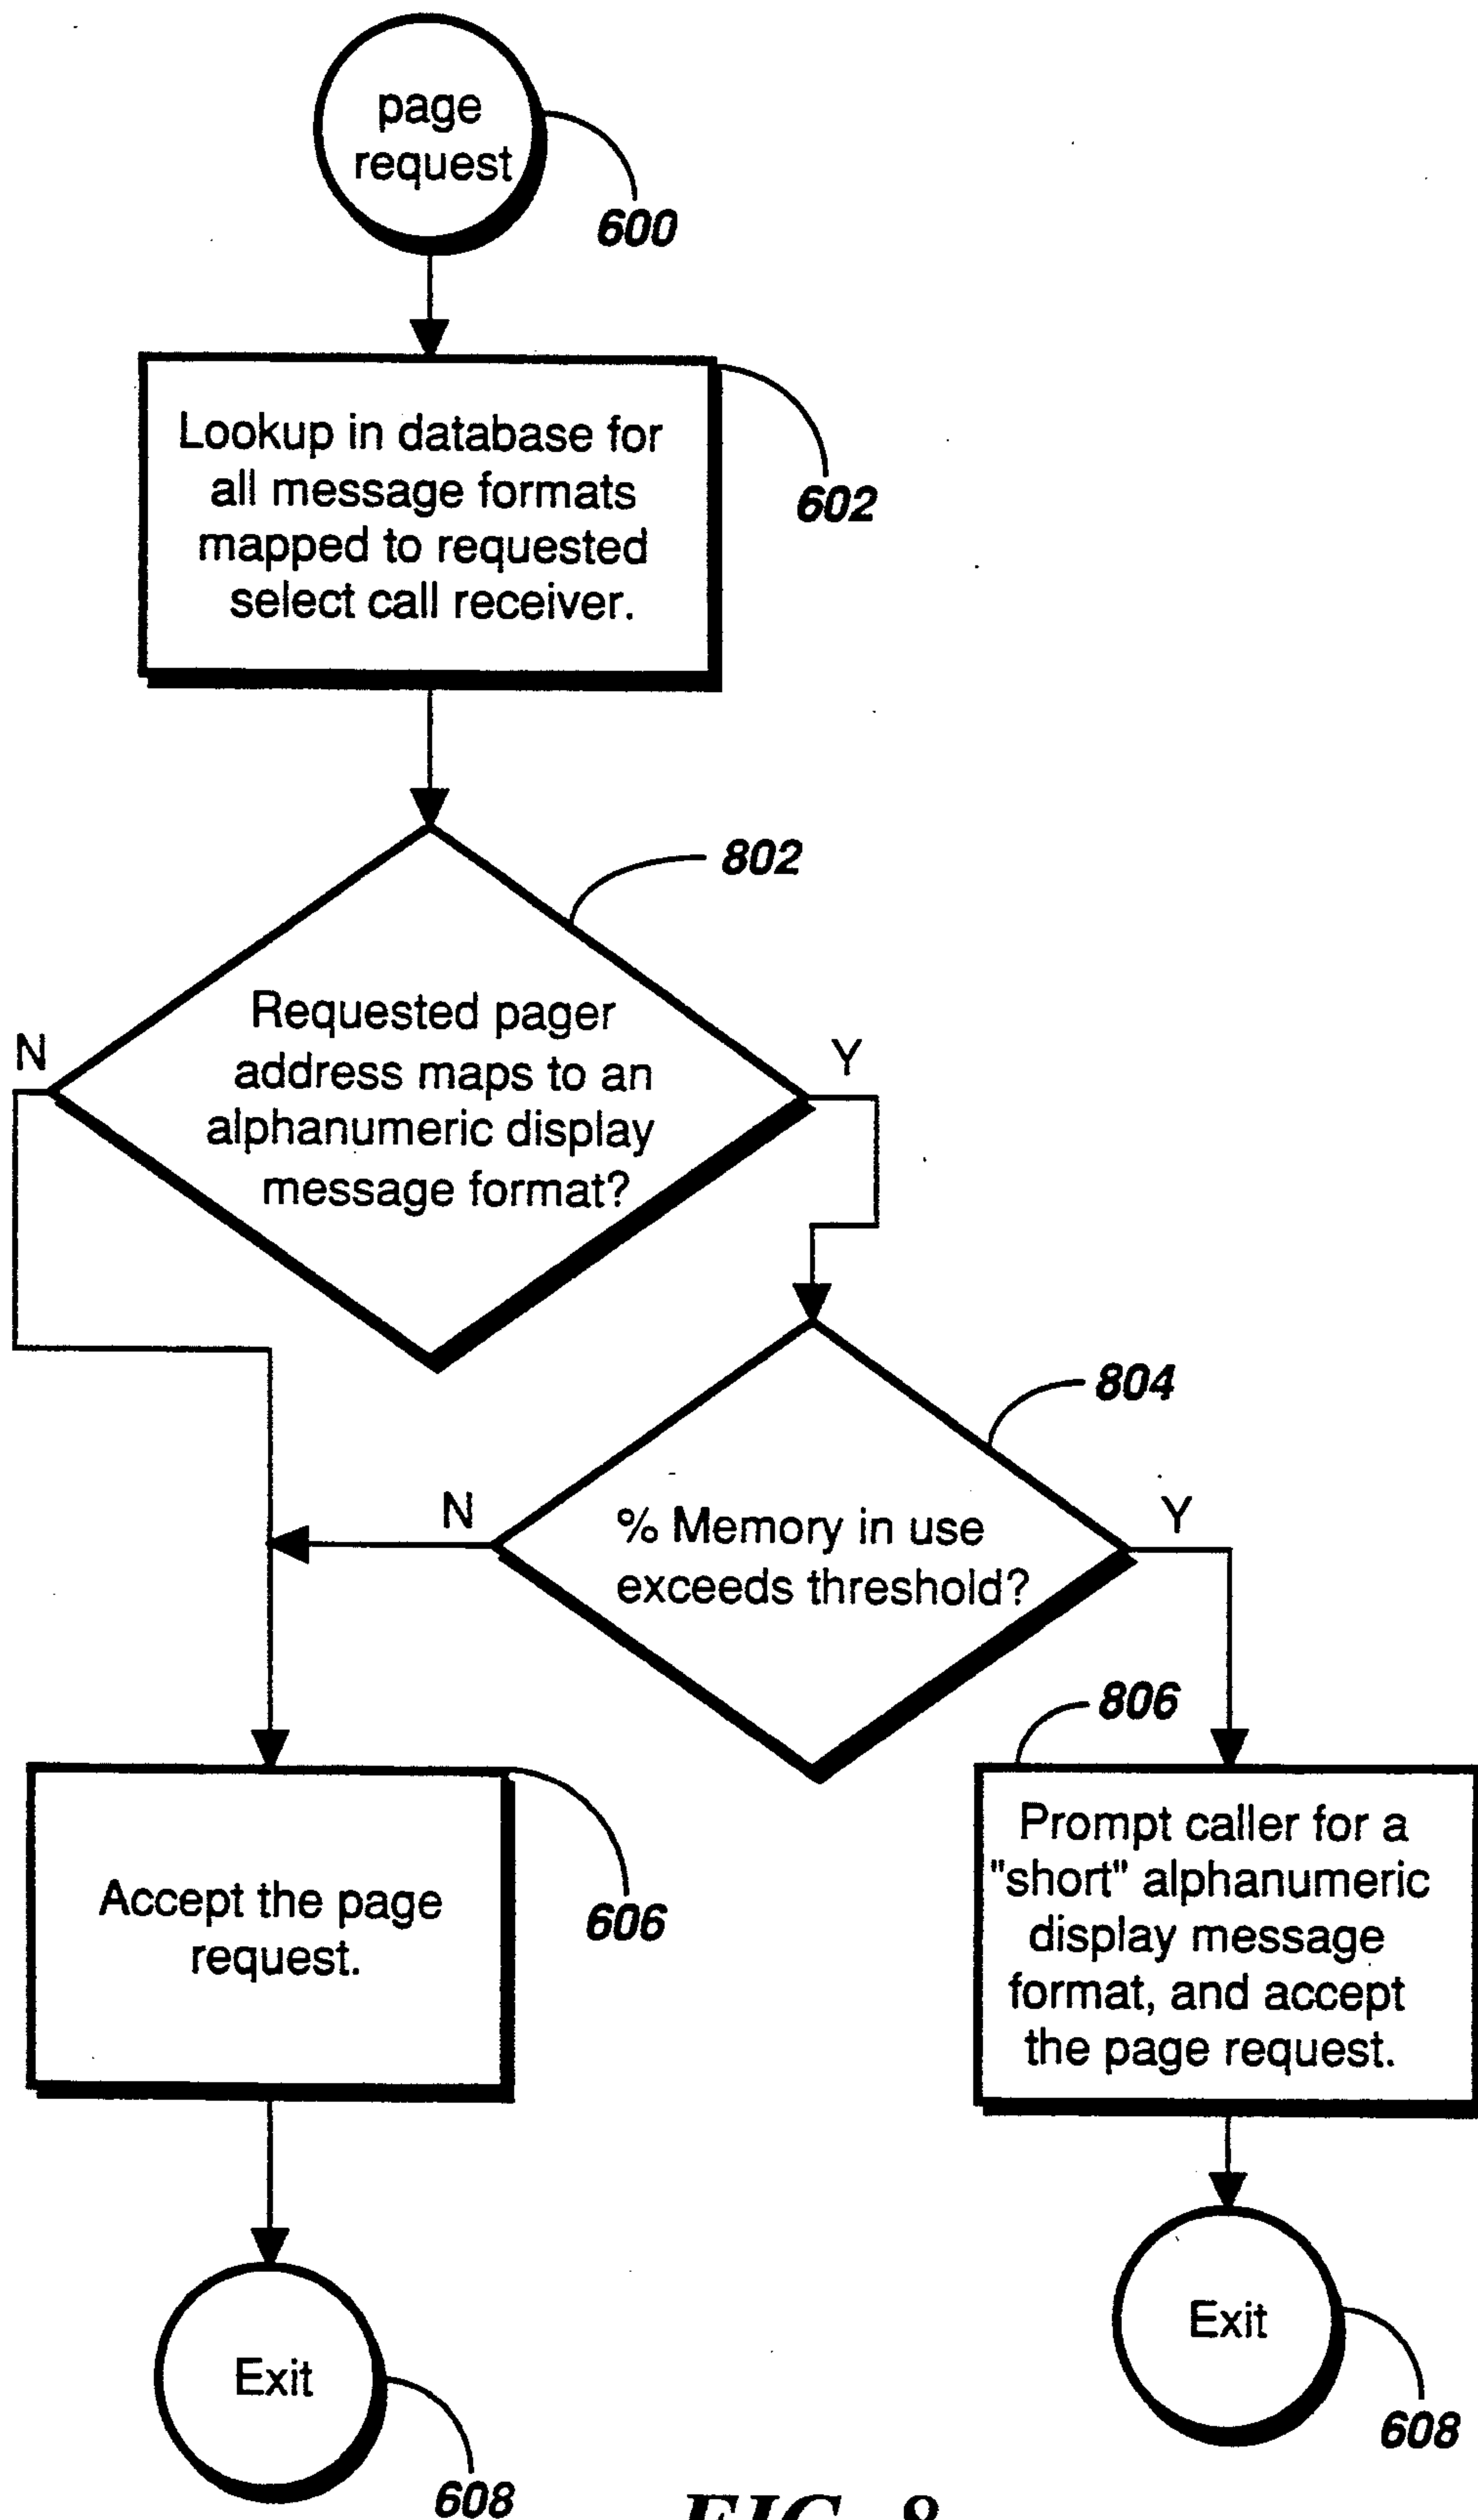 page
request
600
Lookup in database for
all message formats
mapped to requested
select call receiver.
602
802
Requested pager
address maps to an
alphanumeric display
message format?
N
Y
804
% Memory in use
exceeds threshold?
N
Y
806
Accept the page
request.
606
Prompt caller for a
"short" alphanumeric
display message
format, and accept
the page request.
Exit
608
Exit
608
FIG. 8